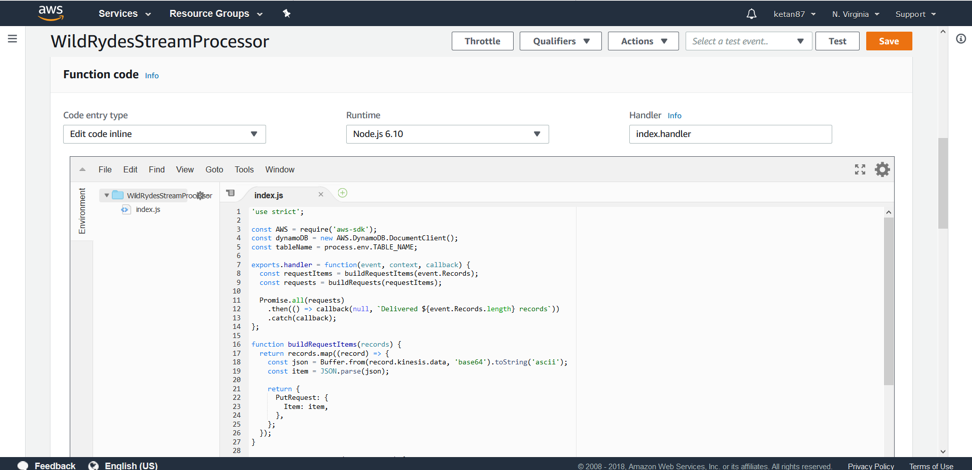 aws Services Resource Groups ketan87 N. Virginia Support
WildRydesStreamProcessor Throttle Qualifiers Actions Select a test event.. Test Save
Function code Info
Code entry type Runtime Handler Info
Edit code inline Node.js 6.10 index.handler
File Edit Find View Goto Tools Window
Environment
WildRydesStreamProcessor
index.js
index.js
1 'use strict';
2
3 const AWS = require('aws-sdk');
4 const dynamoDB = new AWS.DynamoDB.DocumentClient();
5 const tableName = process.env.TABLE_NAME;
6
7 exports.handler = function(event, context, callback) {
8   const requestItems = buildRequestItems(event.Records);
9   const requests = buildRequests(requestItems);
10
11   Promise.all(requests)
12     .then(() => callback(null, `Delivered ${event.Records.length} records`))
13     .catch(callback);
14 };
15
16 function buildRequestItems(records) {
17   return records.map((record) => {
18     const json = Buffer.from(record.kinesis.data, 'base64').toString('ascii');
19     const item = JSON.parse(json);
20
21     return {
22       PutRequest: {
23         Item: item,
24       },
25     };
26   });
27 }
28
Feedback English (US) © 2008 - 2018, Amazon Web Services, Inc. or its affiliates. All rights reserved. Privacy Policy Terms of Use